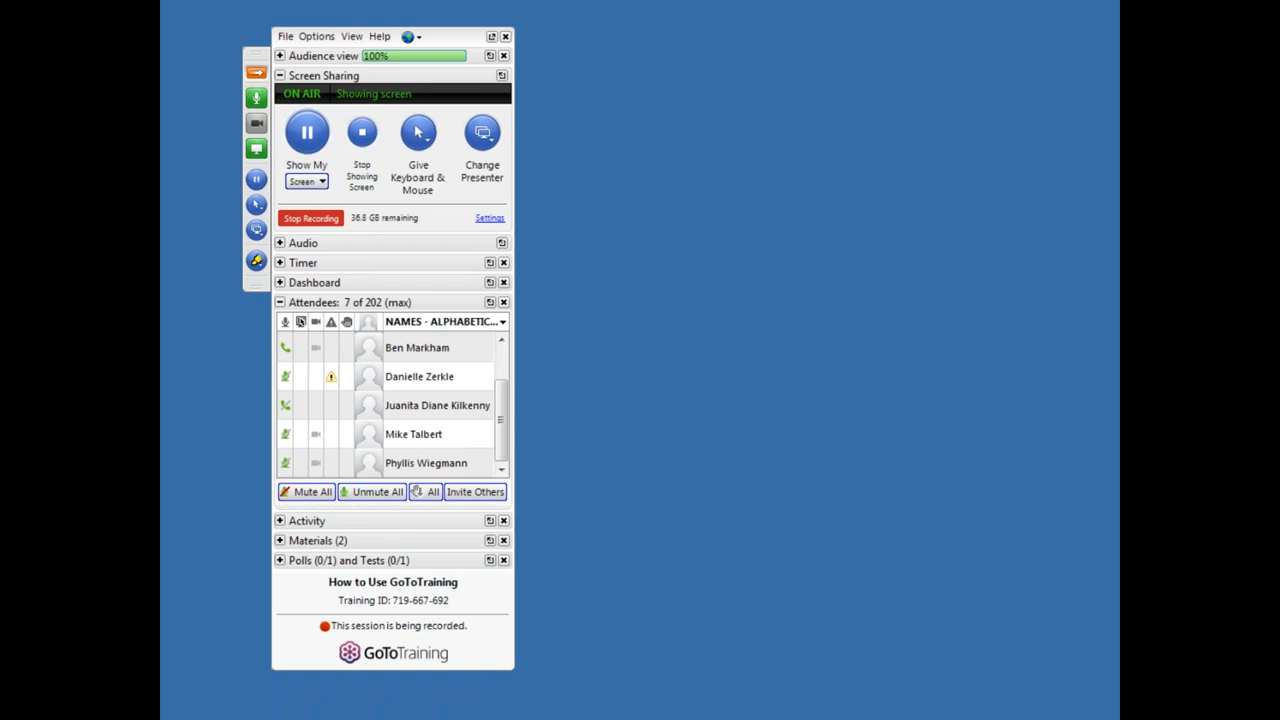 File Options View Help
Audience view 100%
Screen Sharing
ON AIR Showing screen
Show My
Screen
Stop
Showing
Screen
Give
Keyboard &
Mouse
Change
Presenter
Stop Recording 36.8 GB remaining Settings
Audio
Timer
Dashboard
Attendees: 7 of 202 (max)
NAMES - ALPHABETIC...
Ben Markham
Danielle Zerkle
Juanita Diane Kilkenny
Mike Talbert
Phyllis Wiegmann
Mute All Unmute All All Invite Others
Activity
Materials (2)
Polls (0/1) and Tests (0/1)
How to Use GoToTraining
Training ID: 719-667-692
This session is being recorded.
GoToTraining